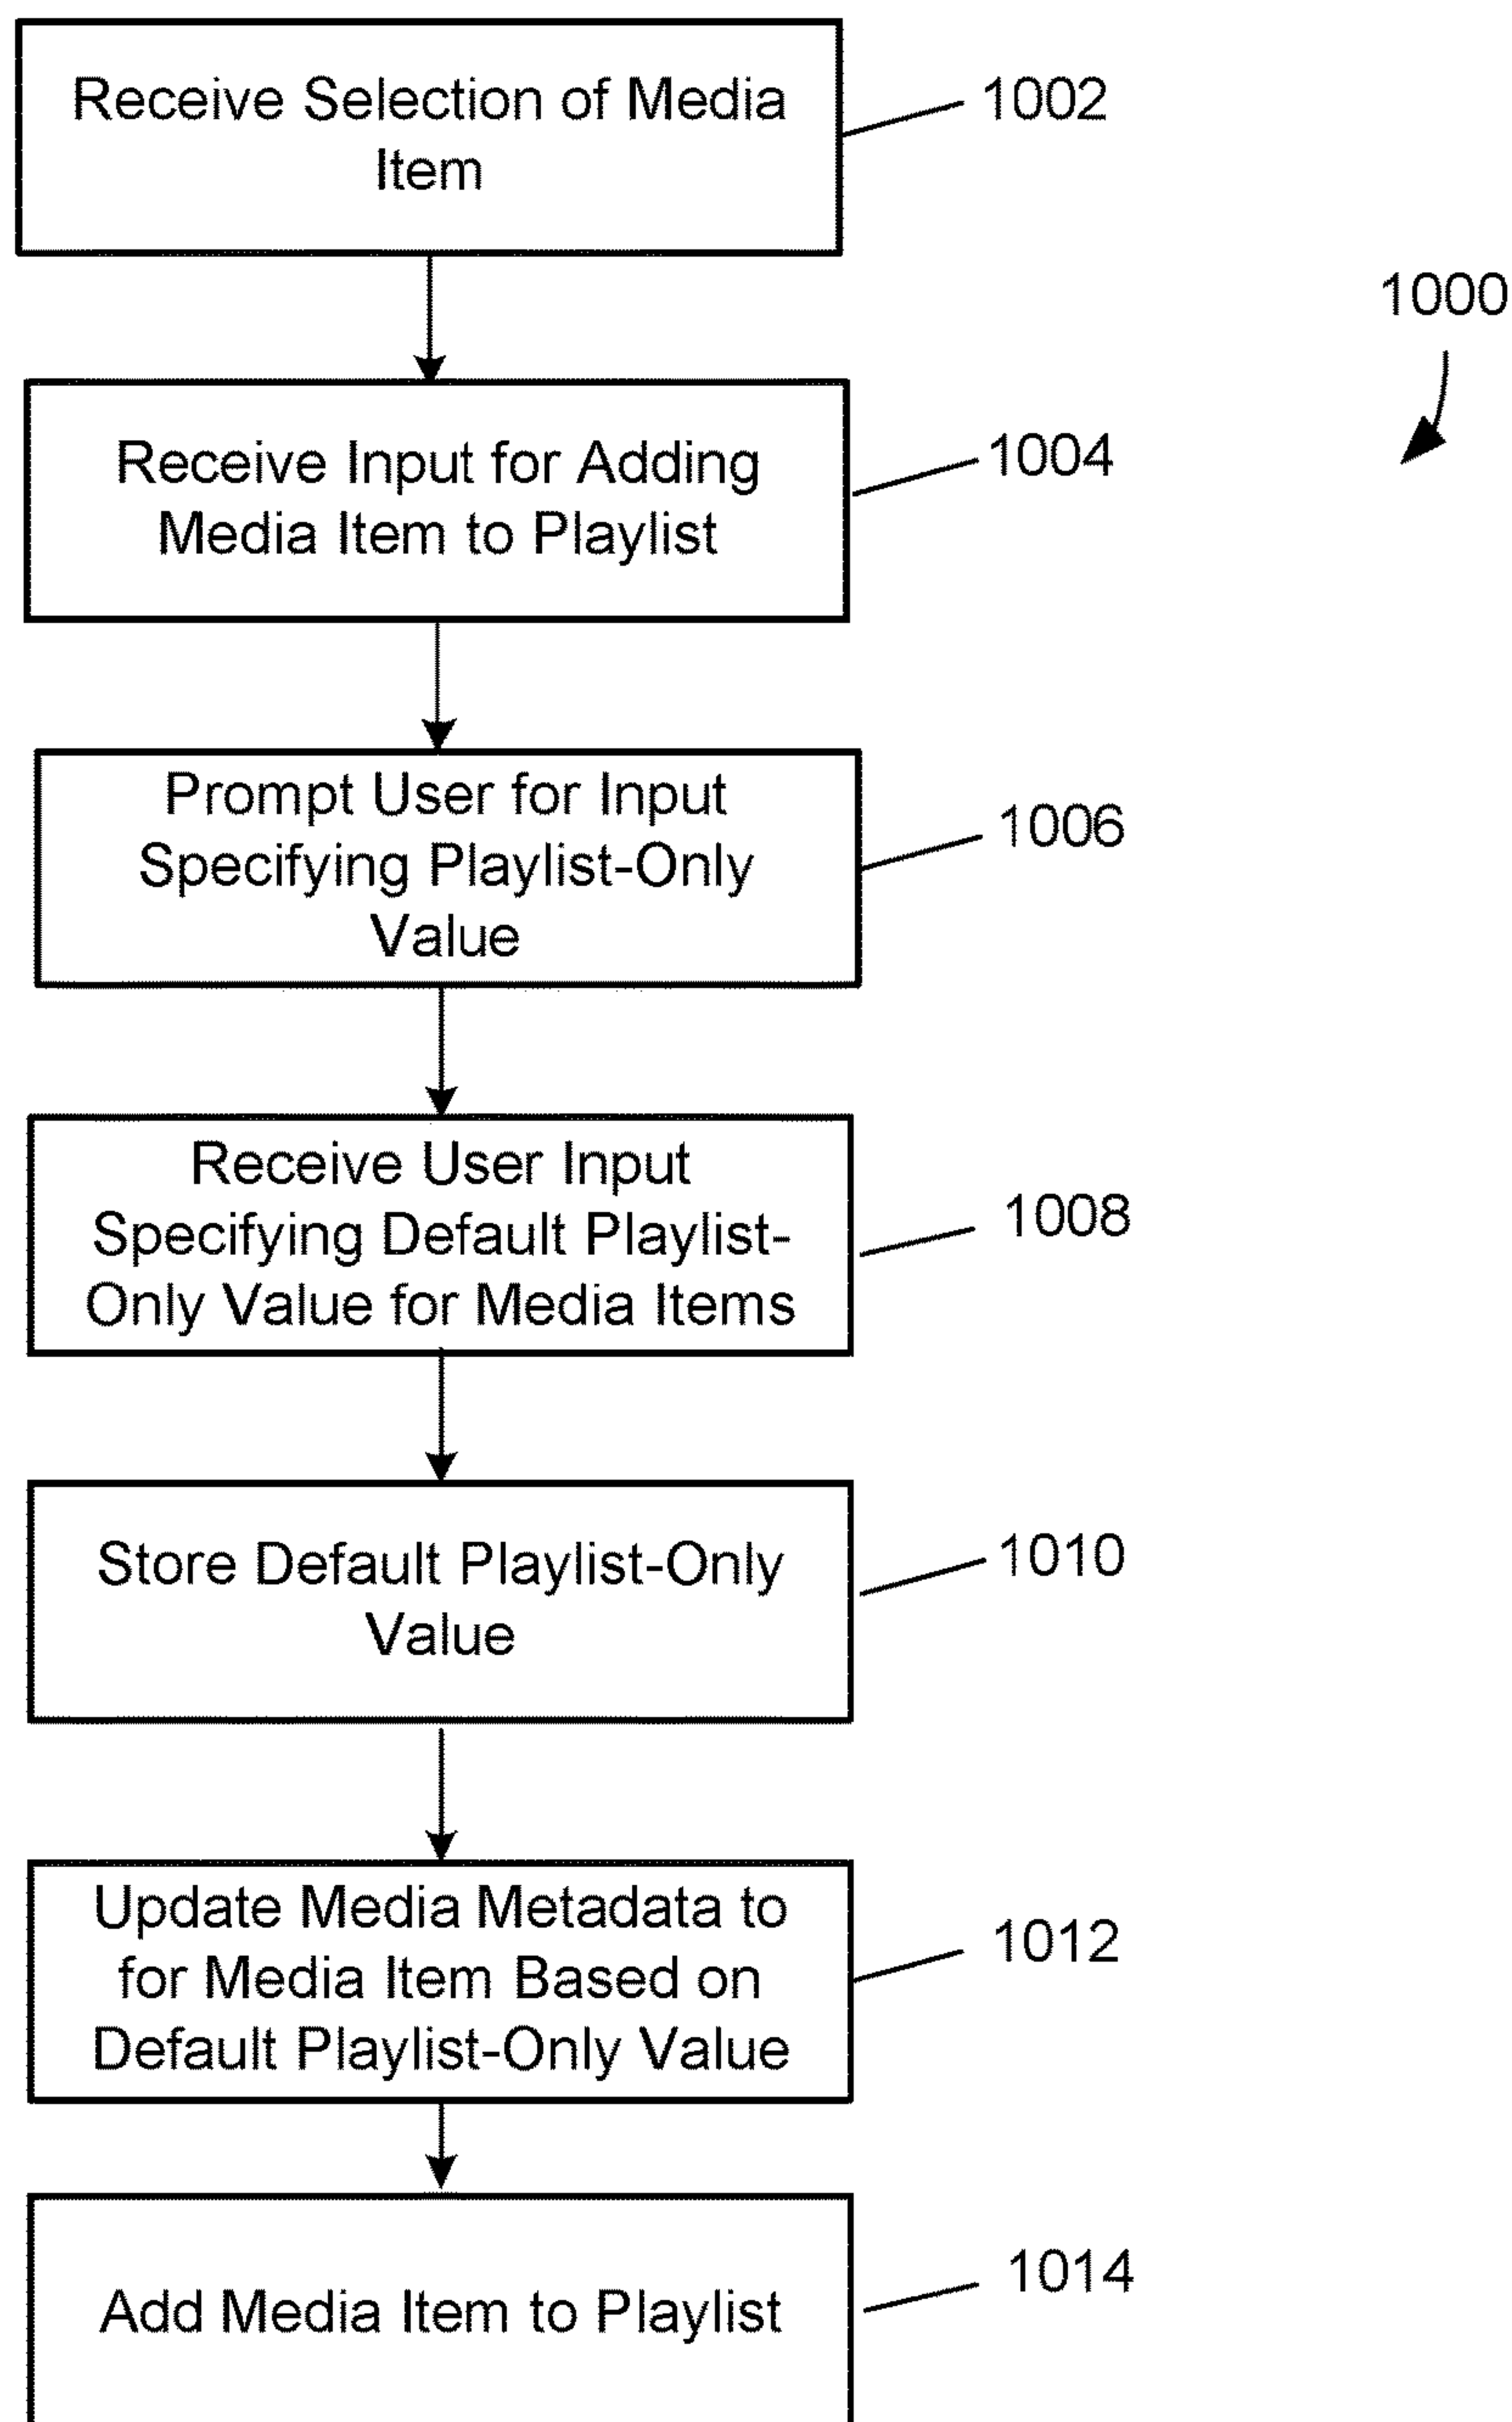 Receive Selection of Media
Item
1002
1000
Receive Input for Adding
Media Item to Playlist
1004
Prompt User for Input
Specifying Playlist-Only
Value
1006
Receive User Input
Specifying Default Playlist-
Only Value for Media Items
1008
Store Default Playlist-Only
Value
1010
Update Media Metadata to
for Media Item Based on
Default Playlist-Only Value
1012
Add Media Item to Playlist
1014